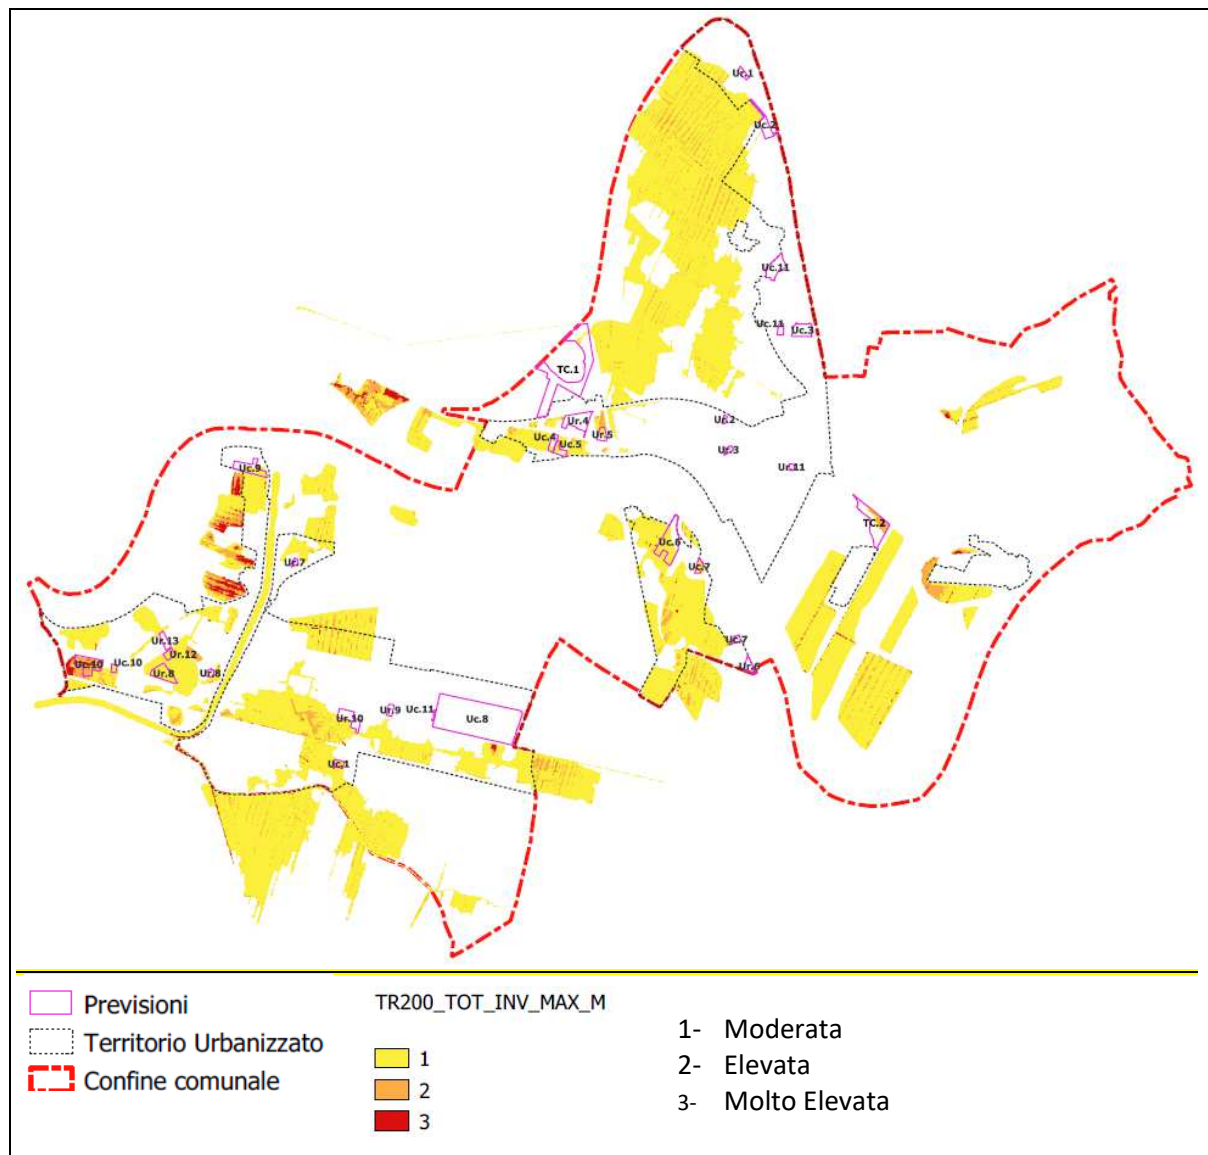 Uc.1
Uc.2
Uc.11
Uc.11 Uc.3
TC.1
Ur.4 Ur.2
Uc.4 Uc.5 Ur.5
Ur.3
Ur.11
Uc.9
TC.2
Uc.6
Ur.7 Uc.7
Ur.13 Uc.7
Ur.12
Uc.10 Uc.10 Ur.6
Ur.8 Ur.8
Ur.10 Ur.9 Uc.11 Uc.8
Uc.1
Previsioni
Territorio Urbanizzato
Confine comunale
TR200_TOT_INV_MAX_M
1
2
3
1- Moderata
2- Elevata
3- Molto Elevata